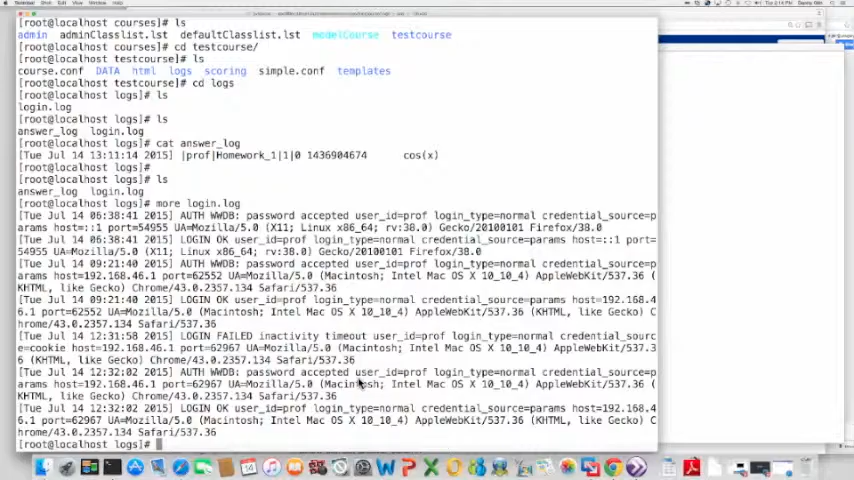 [root@localhost courses]# ls
admin  adminClasslist.lst  defaultClasslist.lst  modelCourse  testcourse
[root@localhost courses]# cd testcourse/
[root@localhost testcourse]# ls
course.conf  DATA  html  logs  scoring  simple.conf  templates
[root@localhost testcourse]# cd logs
[root@localhost logs]# ls
login.log
[root@localhost logs]# ls
answer_log  login.log
[root@localhost logs]# cat answer_log
[Tue Jul 14 13:11:14 2015] |prof|Homework_1|1|0 1436904674      cos(x)
[root@localhost logs]#
[root@localhost logs]# ls
answer_log  login.log
[root@localhost logs]# more login.log
[Tue Jul 14 06:38:41 2015] AUTH WWDB: password accepted user_id=prof login_type=normal credential_source=p
arams host=::1 port=54955 UA=Mozilla/5.0 (X11; Linux x86_64; rv:38.0) Gecko/20100101 Firefox/38.0
[Tue Jul 14 06:38:41 2015] LOGIN OK user_id=prof login_type=normal credential_source=params host=::1 port=
54955 UA=Mozilla/5.0 (X11; Linux x86_64; rv:38.0) Gecko/20100101 Firefox/38.0
[Tue Jul 14 09:21:40 2015] AUTH WWDB: password accepted user_id=prof login_type=normal credential_source=p
arams host=192.168.46.1 port=62552 UA=Mozilla/5.0 (Macintosh; Intel Mac OS X 10_10_4) AppleWebKit/537.36
(KHTML, like Gecko) Chrome/43.0.2357.134 Safari/537.36
[Tue Jul 14 09:21:40 2015] LOGIN OK user_id=prof login_type=normal credential_source=params host=192.168.4
6.1 port=62552 UA=Mozilla/5.0 (Macintosh; Intel Mac OS X 10_10_4) AppleWebKit/537.36 (KHTML, like Gecko) C
hrome/43.0.2357.134 Safari/537.36
[Tue Jul 14 12:31:58 2015] LOGIN FAILED inactivity timeout user_id=prof login_type=normal credential_sourc
e=cookie host=192.168.46.1 port=62967 UA=Mozilla/5.0 (Macintosh; Intel Mac OS X 10_10_4) AppleWebKit/537.3
6 (KHTML, like Gecko) Chrome/43.0.2357.134 Safari/537.36
[Tue Jul 14 12:32:02 2015] AUTH WWDB: password accepted user_id=prof login_type=normal credential_source=p
arams host=192.168.46.1 port=62967 UA=Mozilla/5.0 (Macintosh; Intel Mac OS X 10_10_4) AppleWebKit/537.36
(KHTML, like Gecko) Chrome/43.0.2357.134 Safari/537.36
[Tue Jul 14 12:32:02 2015] LOGIN OK user_id=prof login_type=normal credential_source=params host=192.168.4
6.1 port=62967 UA=Mozilla/5.0 (Macintosh; Intel Mac OS X 10_10_4) AppleWebKit/537.36 (KHTML, like Gecko) C
hrome/43.0.2357.134 Safari/537.36
[root@localhost logs]#